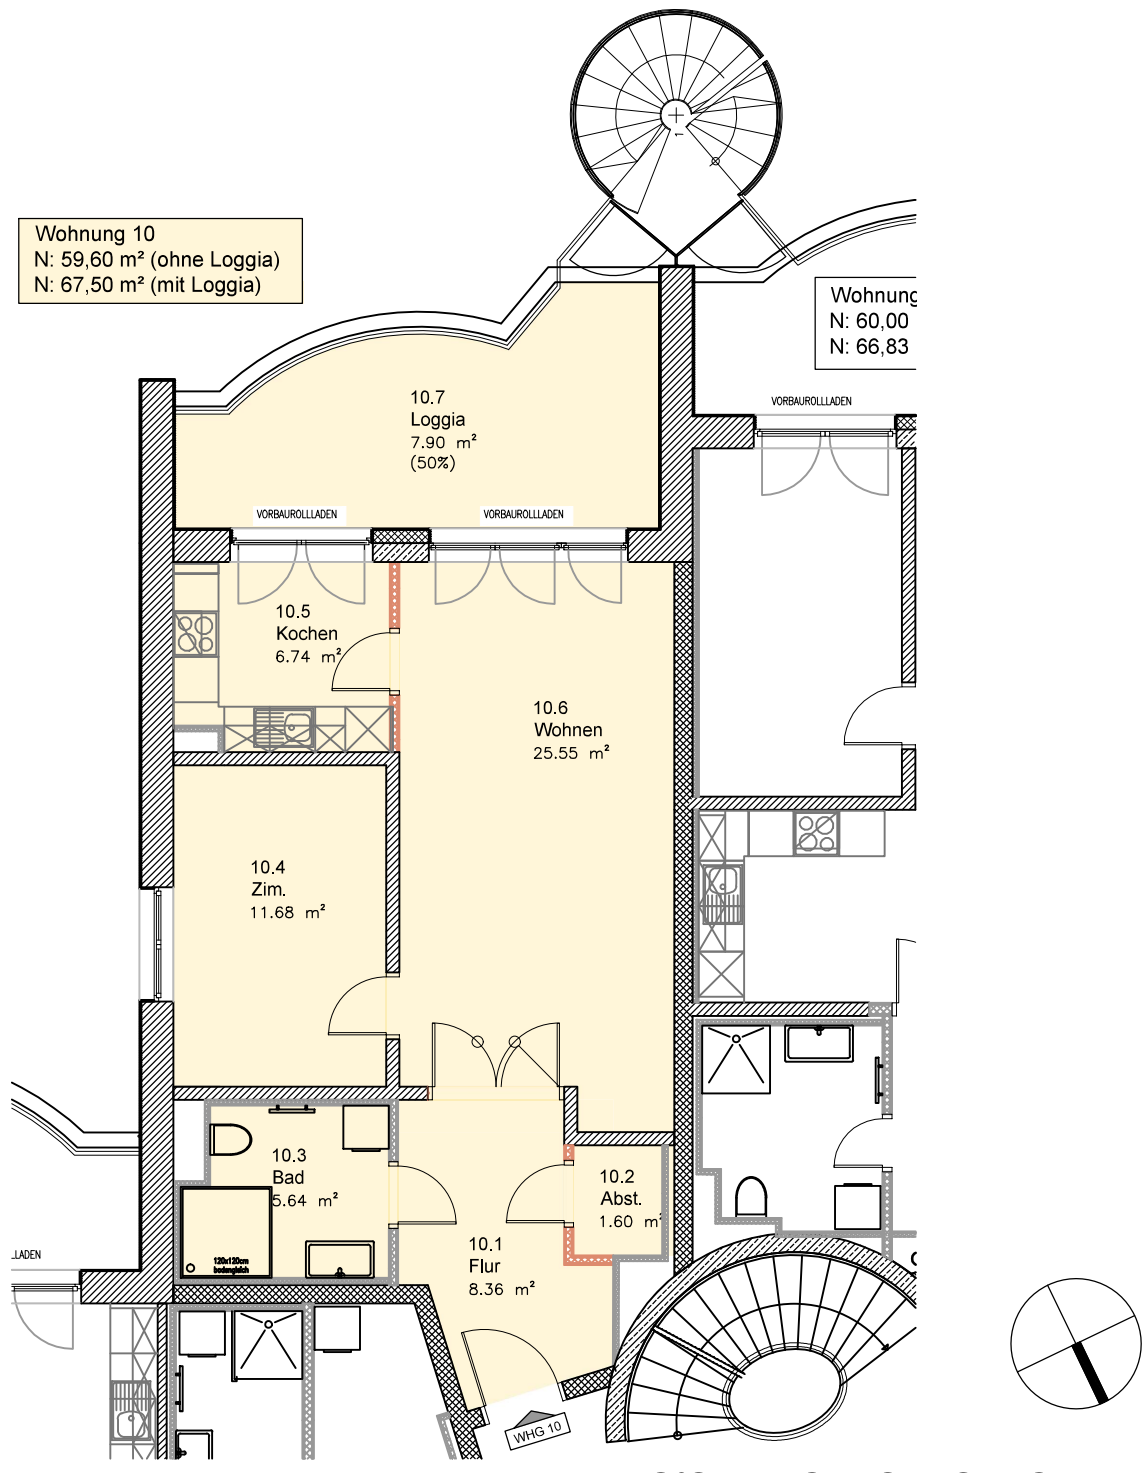 1
Wohnung 10
N: 59,60 m² (ohne Loggia)
N: 67,50 m² (mit Loggia)
Wohnung
N: 60,00
N: 66,83
VORBAUROLLLADEN
10.7
Loggia
7.90 m²
(50%)
VORBAUROLLLADEN
VORBAUROLLLADEN
10.5
Kochen
6.74 m²
10.6
Wohnen
25.55 m²
10.4
Zim.
11.68 m²
10.3
Bad
5.64 m²
10.2
Abst.
1.60 m²
10.1
Flur
8.36 m²
120x120cm
bodengleich
LADEN
WHG 10